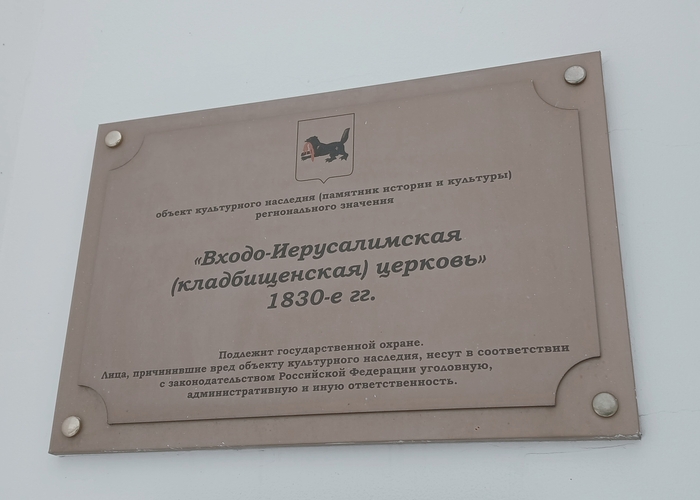 объект культурного наследия (памятник истории и культуры)
регионального значения
«Входо-Иерусалимская
(кладбищенская) церковь»
1830-е гг.
Подлежит государственной охране.
Лица, причинившие вред объекту культурного наследия, несут в соответствии
с законодательством Российской Федерации уголовную,
административную и иную ответственность.